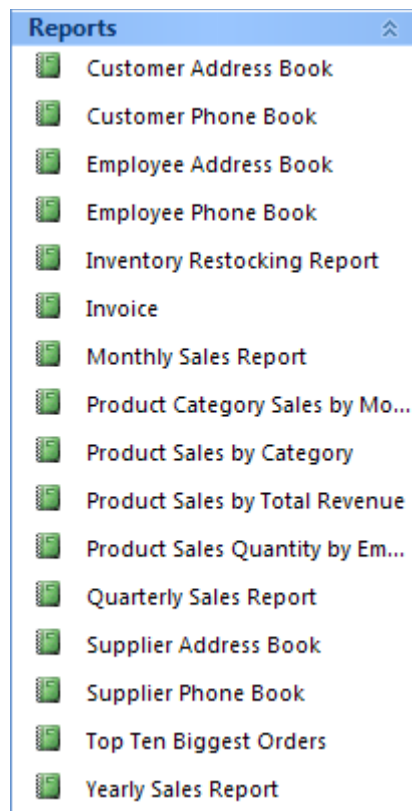 Reports
Customer Address Book
Customer Phone Book
Employee Address Book
Employee Phone Book
Inventory Restocking Report
Invoice
Monthly Sales Report
Product Category Sales by Mo...
Product Sales by Category
Product Sales by Total Revenue
Product Sales Quantity by Em...
Quarterly Sales Report
Supplier Address Book
Supplier Phone Book
Top Ten Biggest Orders
Yearly Sales Report